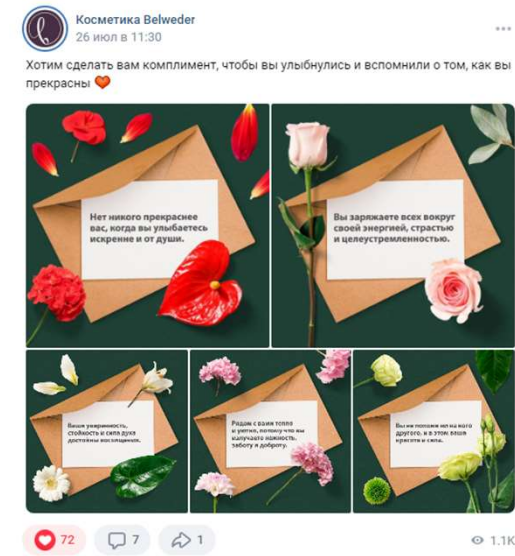 Косметика Belweder
26 июл в 11:30
Хотим сделать вам комплимент, чтобы вы улыбнулись и вспомнили о том, как вы
прекрасны
Нет никого прекраснее
вас, когда вы улыбаетесь
искренне и от души.
Вы заряжаете всех вокруг
своей энергией, страстью
и целеустремленностью.
Ваша уверенность,
стойкость и сила духа
достойны восхищения.
Рядом с вами тепло
и уютно, потому что вы
излучаете нежность,
заботу и доброту.
Вы не похожи ни на кого
другого, и в этом ваша
красота и сила.
72
7
1
1.1K